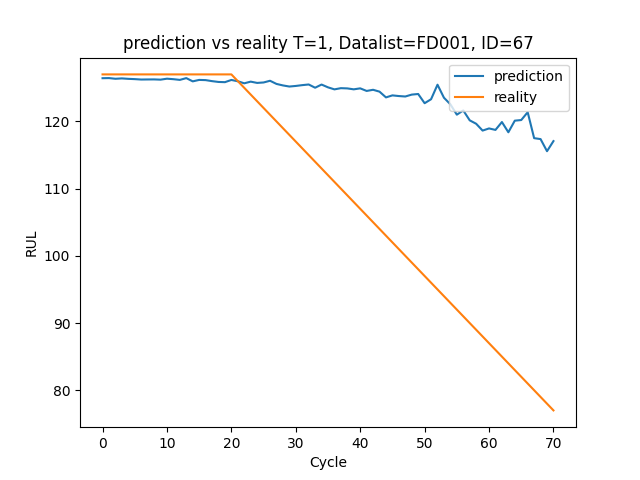 prediction vs reality T=1, Datalist=FD001, ID=67
prediction
reality
120
110
100
90
80
RUL
0 10 20 30 40 50 60 70
Cycle